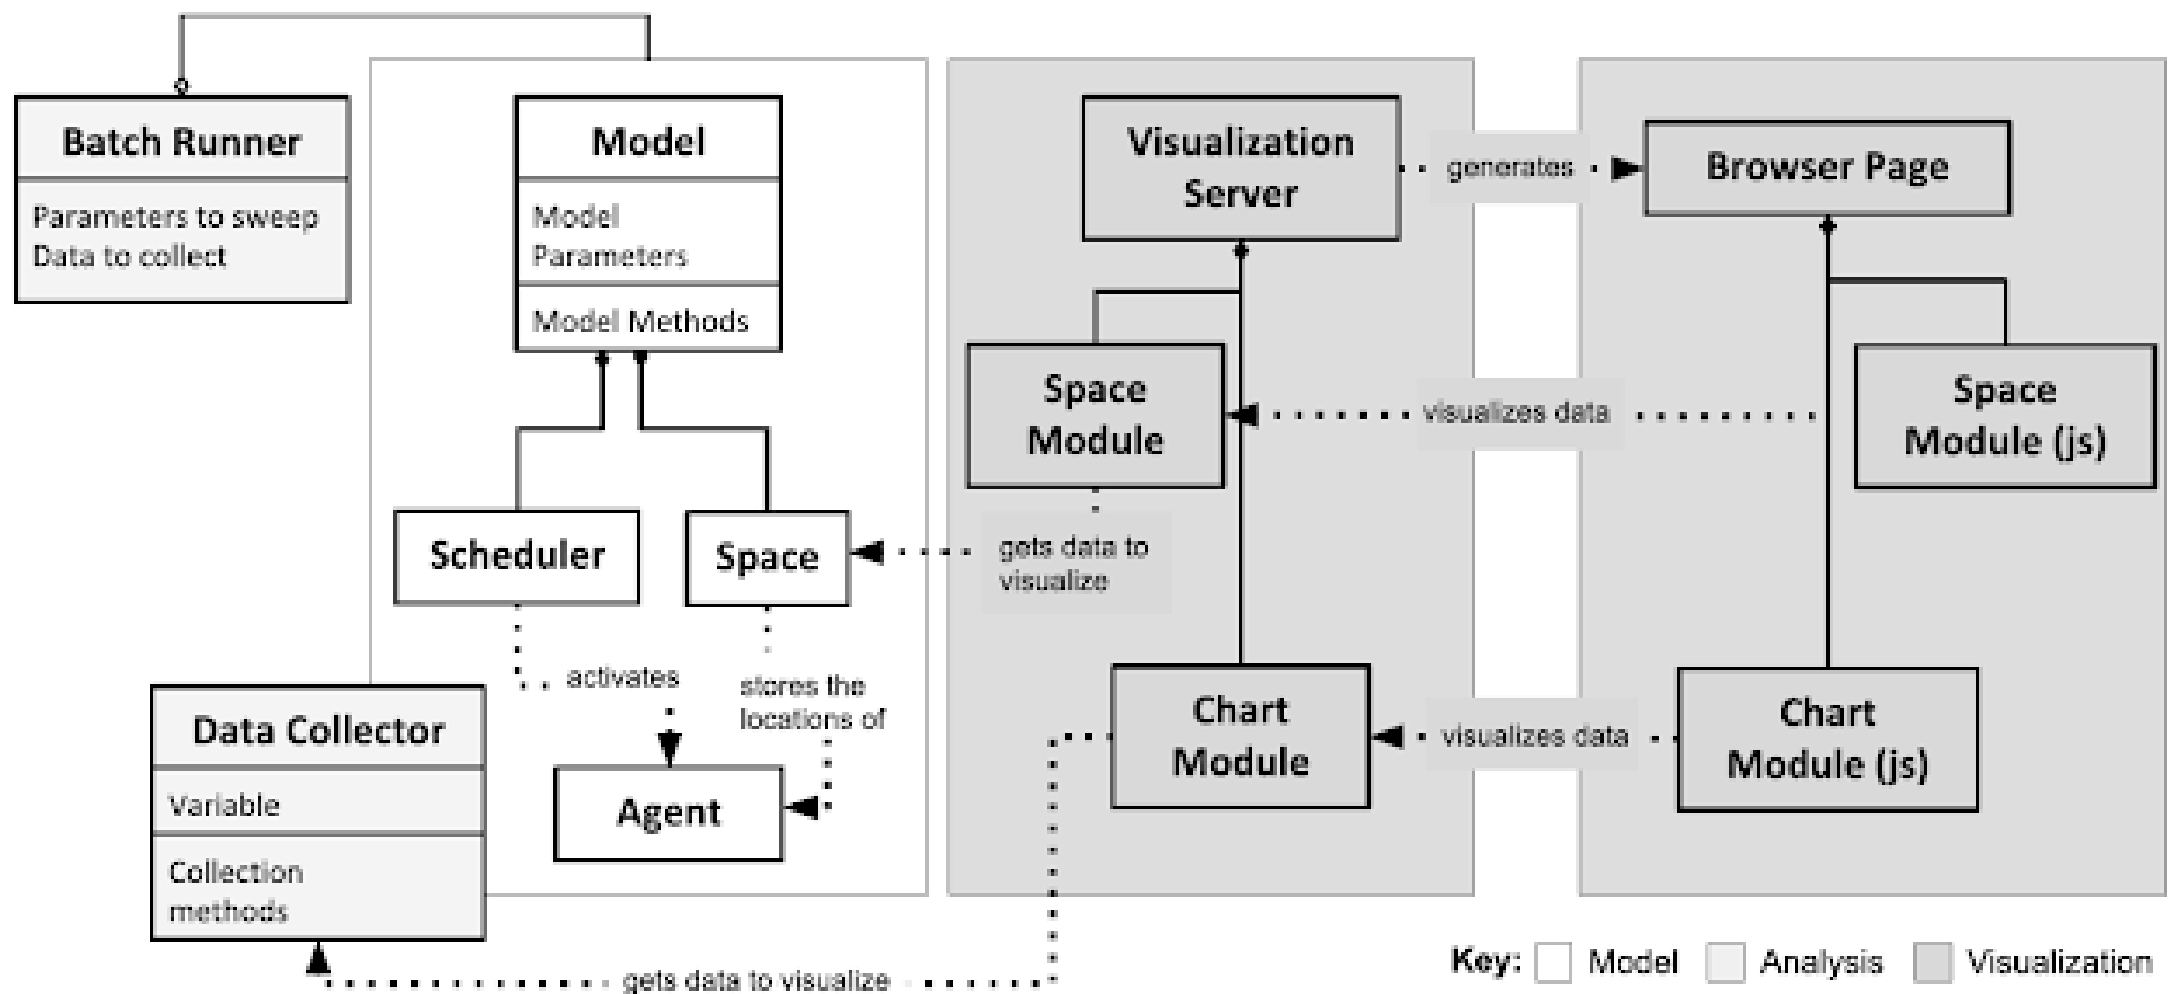 Batch Runner
Parameters to sweep
Data to collect
Model
Model
Parameters
Model Methods
Scheduler
Space
activates
stores the
locations of
Agent
Data Collector
Variable
Collection
methods
gets data to visualize
Visualization
Server
generates
Browser Page
Space
Module
visualizes data
Space
Module (js)
gets data to
visualize
Chart
Module
visualizes data
Chart
Module (js)
Key: Model Analysis Visualization